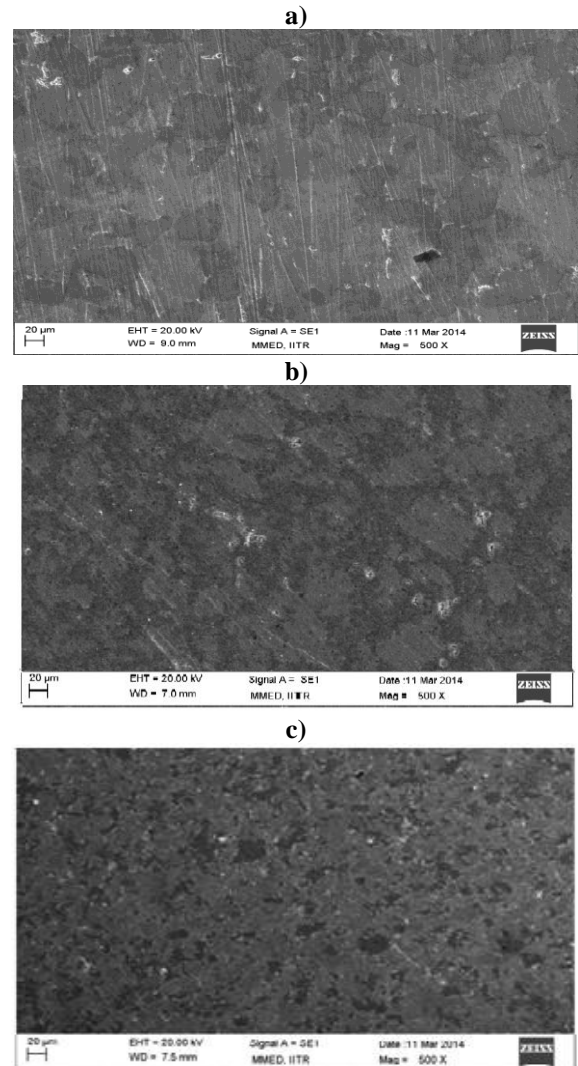 a)
20 µm EHT = 20.00 kV Signal A = SE1 Date :11 Mar 2014 ZEISS
WD = 9.0 mm MMED, IITR Mag = 500 X
b)
20 µm EHT = 20.00 kV Signal A = SE1 Date :11 Mar 2014 ZEISS
WD = 7.0 mm MMED, IITR Mag = 500 X
c)
20 µm EHT = 20.00 kV Signal A = SE1 Date :11 Mar 2014 ZEISS
WD = 7.5 mm MMED, IITR Mag = 500 X